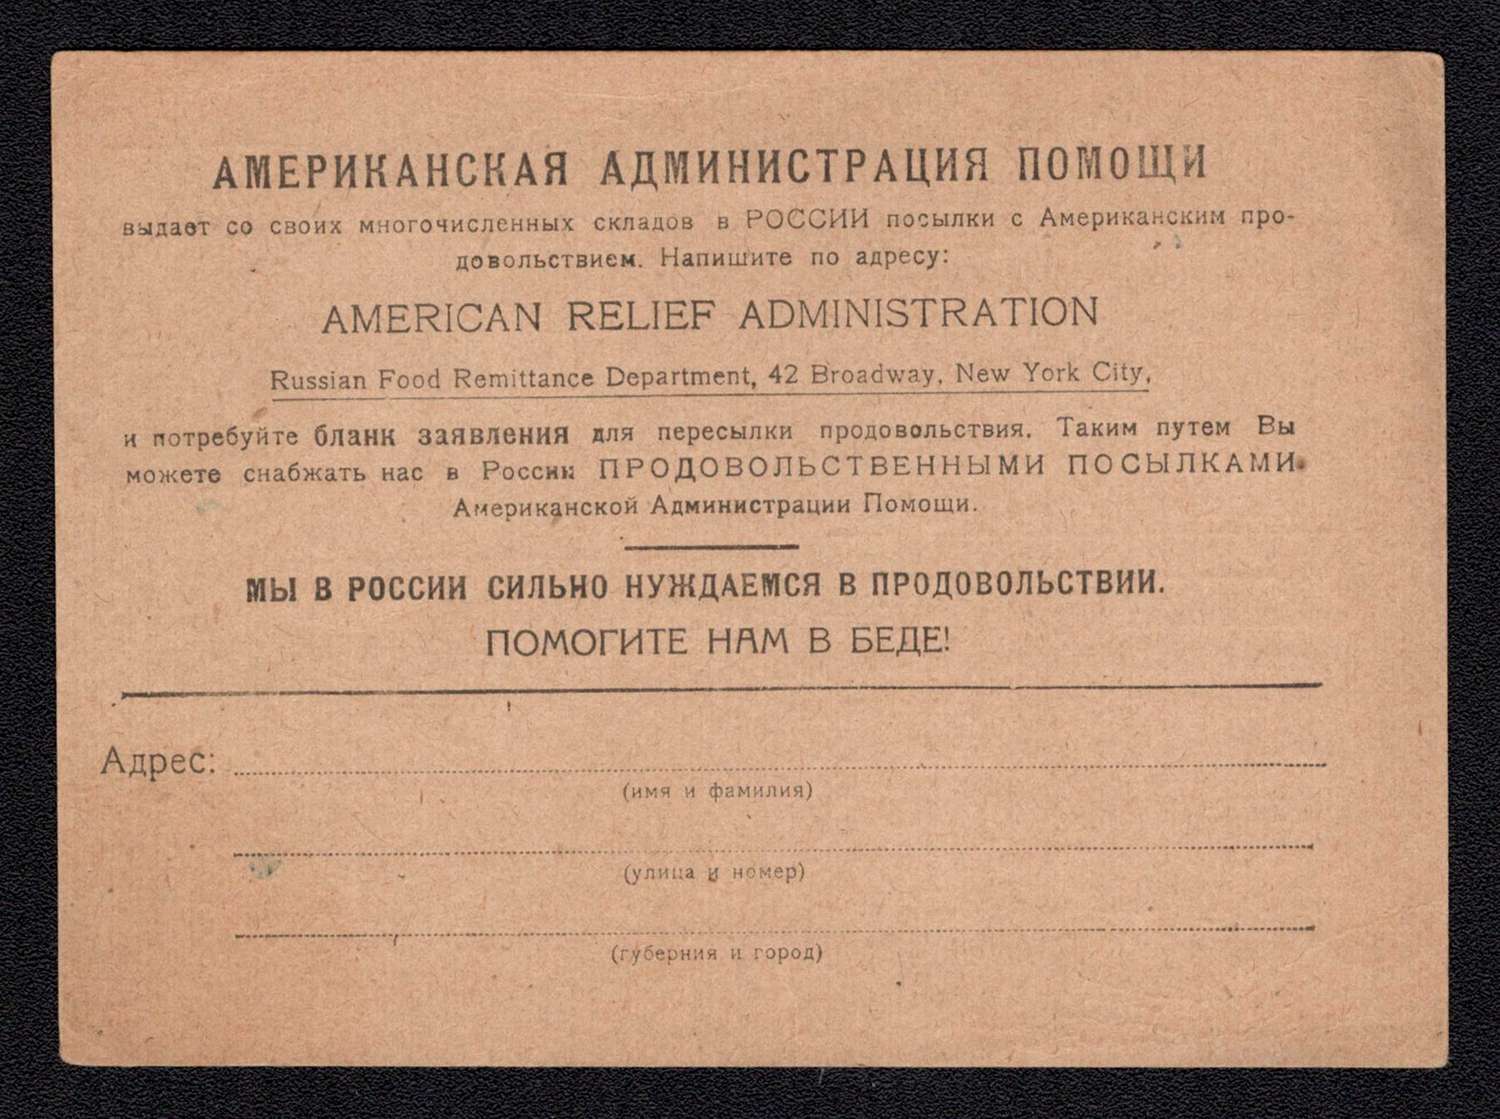 АМЕРИКАНСКАЯ АДМИНИСТРАЦИЯ ПОМОЩИ
выдает со своих многочисленных складов в РОССИИ посылки с Американским про-
довольствием. Напишите по адресу:
AMERICAN RELIEF ADMINISTRATION
Russian Food Remittance Department, 42 Broadway, New York City,
и потребуйте бланк заявления для пересылки продовольствия. Таким путем Вы
можете снабжать нас в России ПРОДОВОЛЬСТВЕННЫМИ ПОСЫЛКАМИ
Американской Администрации Помощи.
МЫ В РОССИИ СИЛЬНО НУЖДАЕМСЯ В ПРОДОВОЛЬСТВИИ.
ПОМОГИТЕ НАМ В БЕДЕ!
Адрес:
(имя и фамилия)
(улица и номер)
(губерния и город)